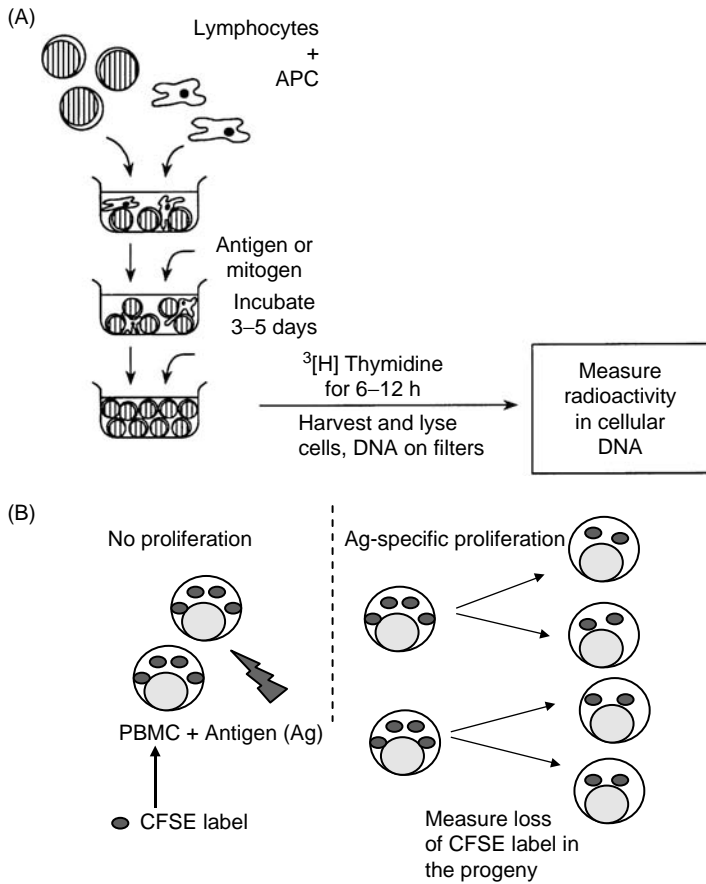 (A)
Lymphocytes
+
APC
Antigen or
mitogen
Incubate
3–5 days
³[H] Thymidine
for 6–12 h
Harvest and lyse
cells, DNA on filters
Measure
radioactivity
in cellular
DNA
(B)
No proliferation
Ag-specific proliferation
PBMC + Antigen (Ag)
CFSE label
Measure loss
of CFSE label in
the progeny